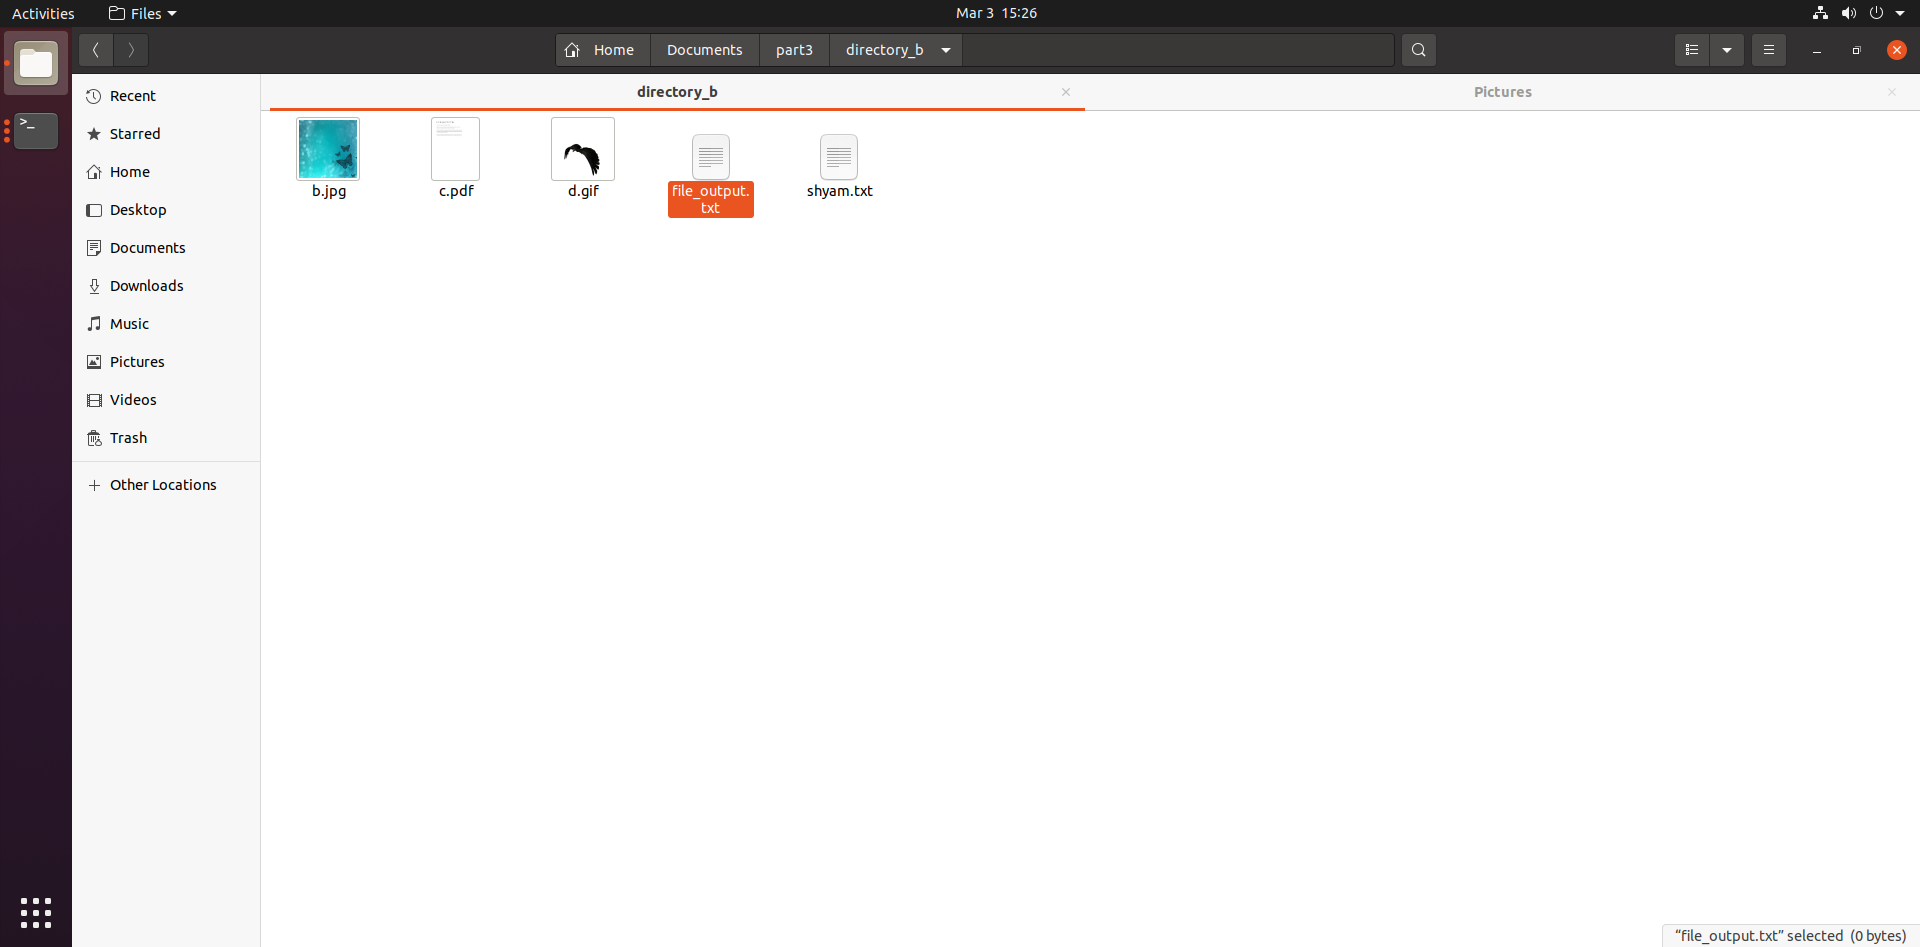 Activities
Files
Mar 3 15:26
Home
Documents
part3
directory_b
directory_b
Pictures
Recent
Starred
Home
Desktop
Documents
Downloads
Music
Pictures
Videos
Trash
Other Locations
b.jpg
c.pdf
d.gif
file_output.
txt
shyam.txt
“file_output.txt” selected (0 bytes)